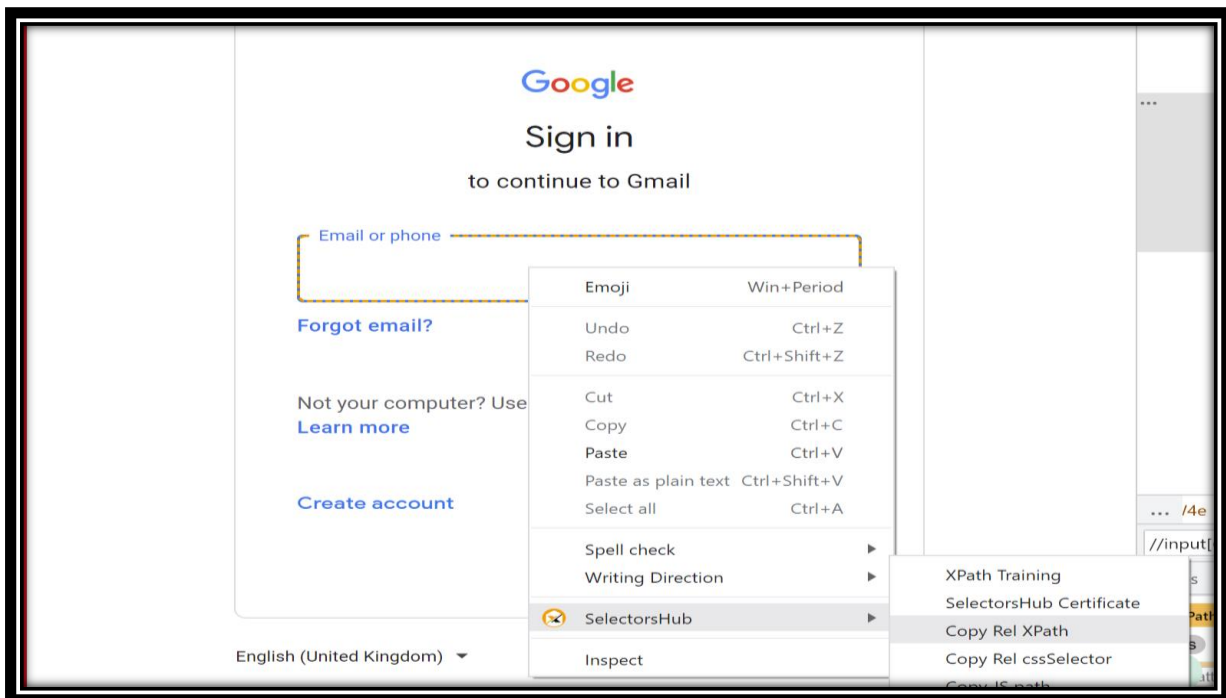 Google
Sign in
to continue to Gmail
Email or phone
Forgot email?
Not your computer? Use
Learn more
Create account
English (United Kingdom)
Emoji Win+Period
Undo Ctrl+Z
Redo Ctrl+Shift+Z
Cut Ctrl+X
Copy Ctrl+C
Paste Ctrl+V
Paste as plain text Ctrl+Shift+V
Select all Ctrl+A
Spell check
Writing Direction
SelectorsHub
Inspect
XPath Training
SelectorsHub Certificate
Copy Rel XPath
Copy Rel cssSelector
Copy JS path
... /4e
//input[